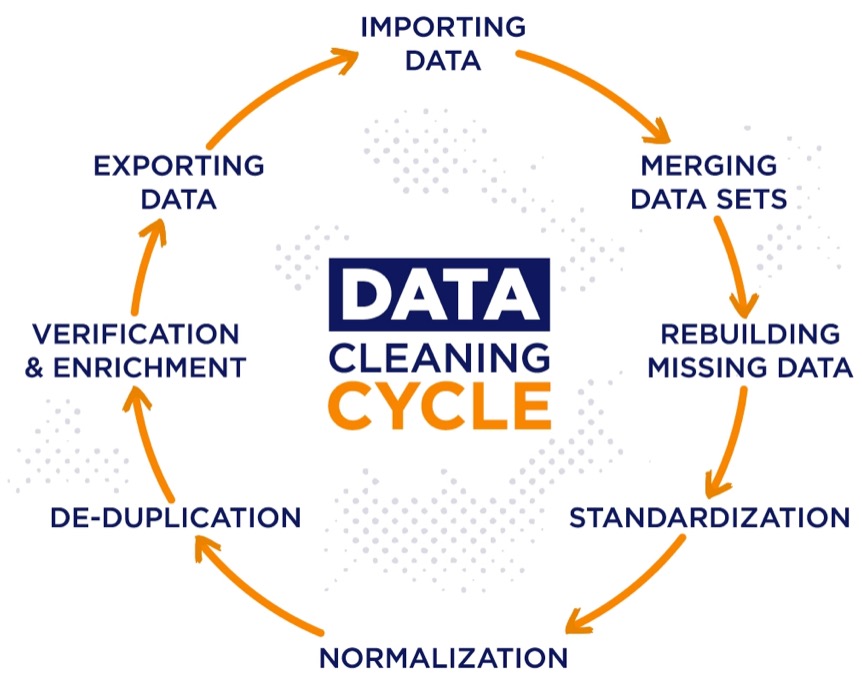 IMPORTING
DATA
MERGING
DATA SETS
REBUILDING
MISSING DATA
STANDARDIZATION
NORMALIZATION
DE-DUPLICATION
VERIFICATION
& ENRICHMENT
EXPORTING
DATA
DATA
CLEANING
CYCLE